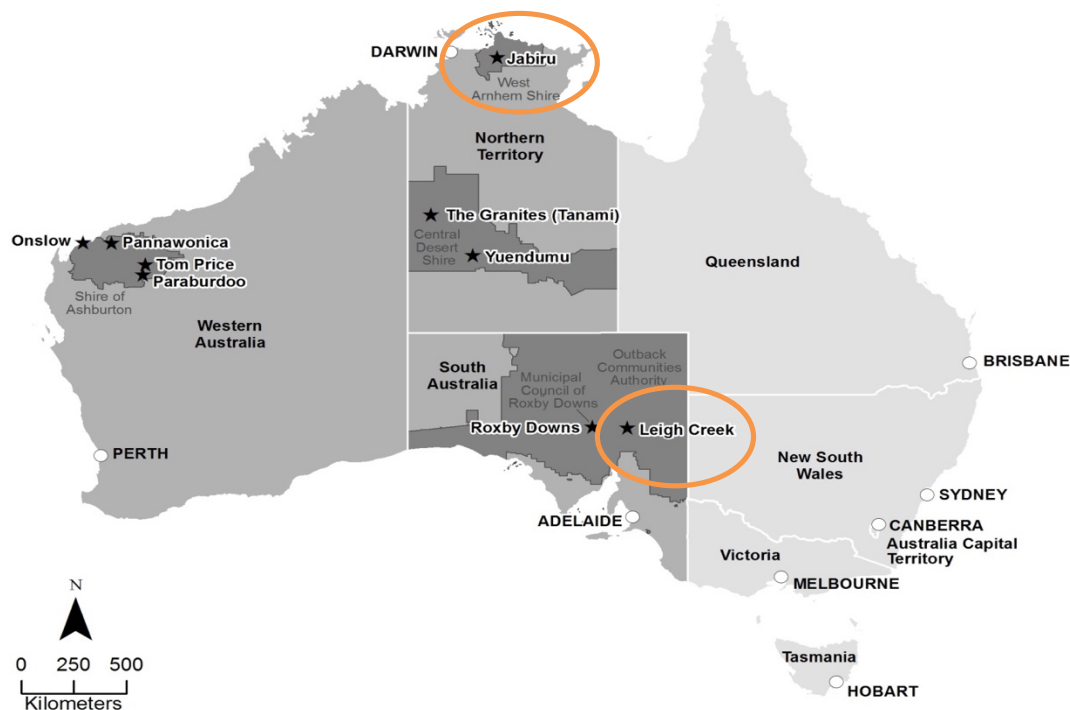 DARWIN
Jabiru
West
Arnhem Shire
Northern
Territory
The Granites (Tanami)
Central
Desert
Shire
Yuendumu
Onslow
Pannawonica
Tom Price
Paraburdoo
Shire of
Ashburton
Western
Australia
Queensland
South
Australia
Outback
Communities
Authority
Municipal
Council of
Roxby Downs
Roxby Downs
Leigh Creek
BRISBANE
PERTH
New South
Wales
SYDNEY
ADELAIDE
CANBERRA
Australia Capital
Territory
Victoria
MELBOURNE
N
0 250 500
Kilometers
Tasmania
HOBART